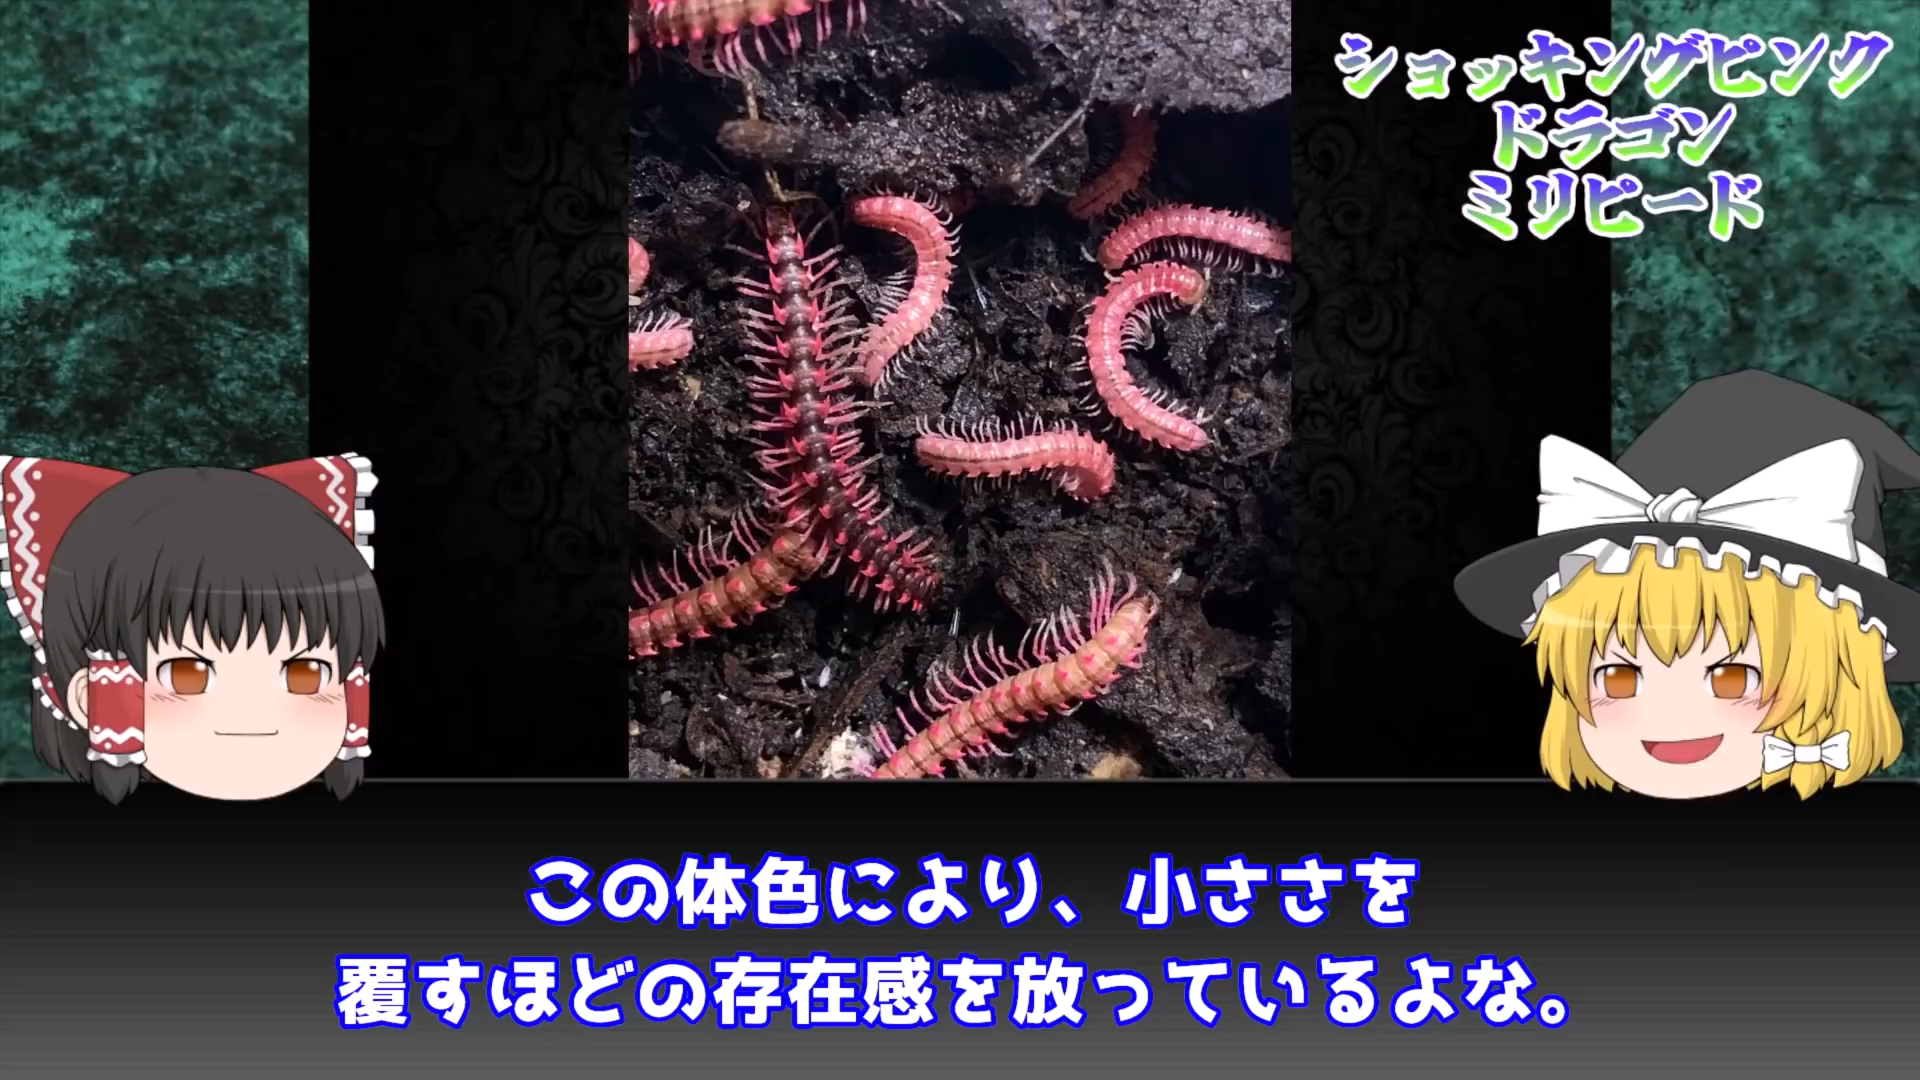 ショッキングピンク
ドラゴン
ミリピード
この体色により、小ささを
覆すほどの存在感を放っているよな。